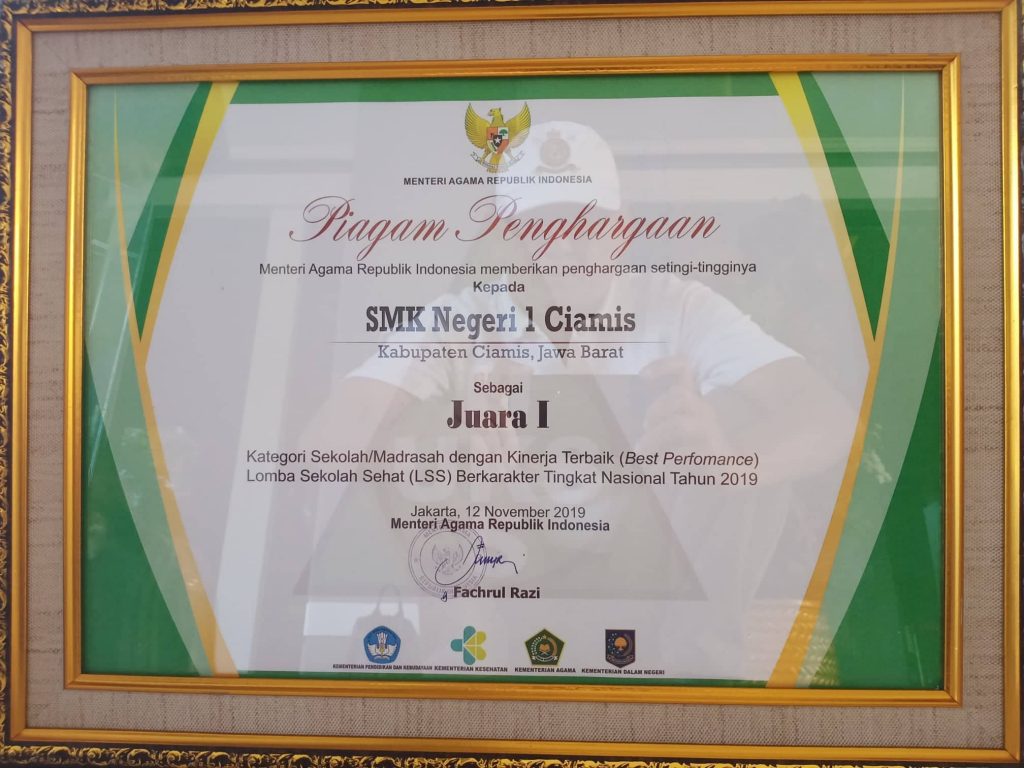 MENTERI AGAMA REPUBLIK INDONESIA
Piagam Penghargaan
Menteri Agama Republik Indonesia memberikan penghargaan setingi-tingginya
Kepada
SMK Negeri 1 Ciamis
Kabupaten Ciamis, Jawa Barat
Sebagai
Juara I
Kategori Sekolah/Madrasah dengan Kinerja Terbaik (Best Perfomance)
Lomba Sekolah Sehat (LSS) Berkarakter Tingkat Nasional Tahun 2019
Jakarta, 12 November 2019
Menteri Agama Republik Indonesia
Fachrul Razi
uks
KEMENTERIAN PENDIDIKAN DAN KEBUDAYAAN KEMENTERIAN KESEHATAN KEMENTERIAN AGAMA KEMENTERIAN DALAM NEGERI